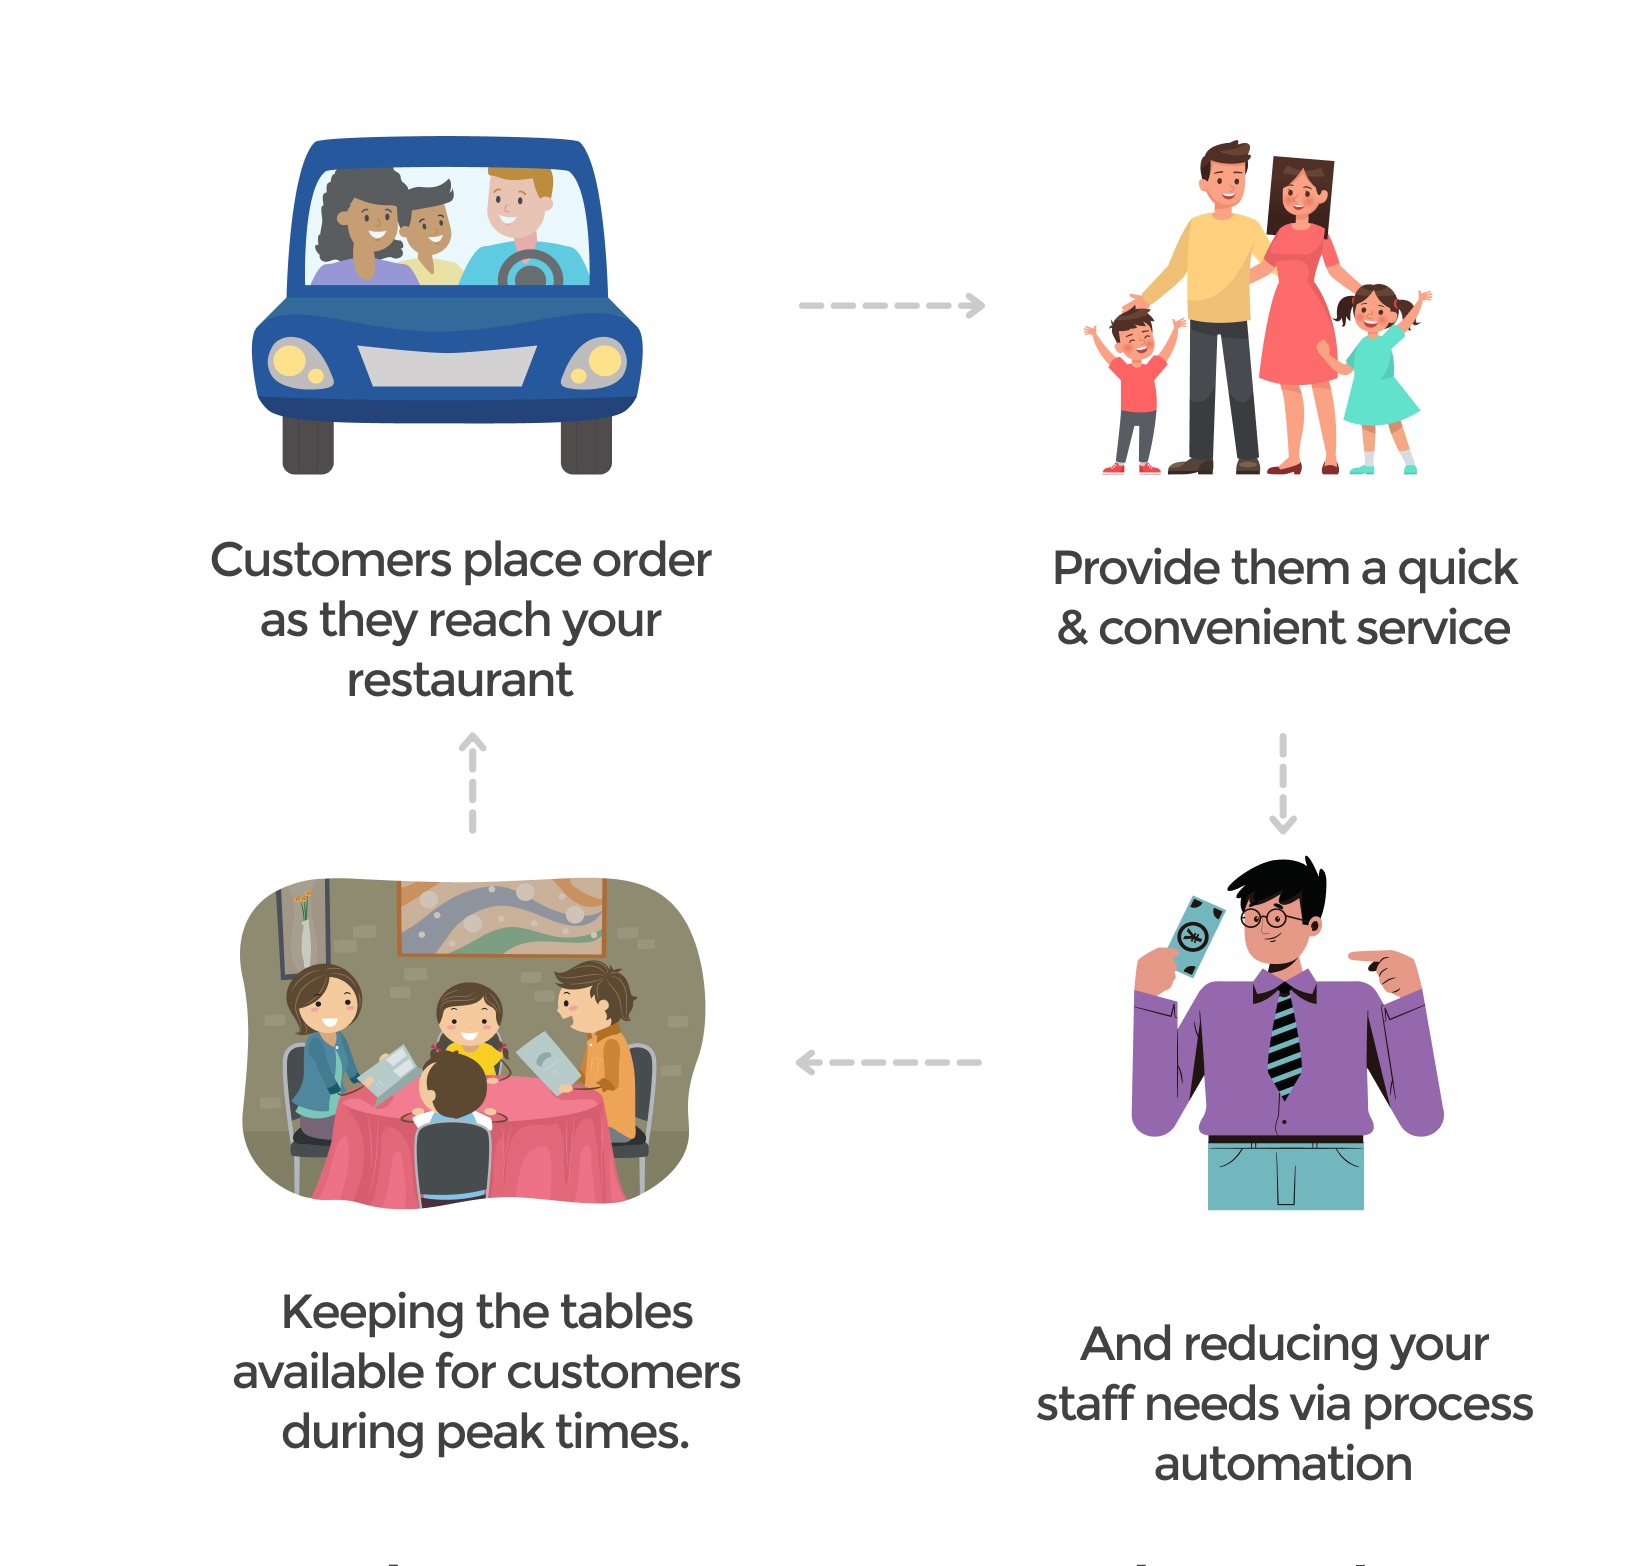 Customers place order
as they reach your
restaurant
Provide them a quick
& convenient service
Keeping the tables
available for customers
during peak times.
And reducing your
staff needs via process
automation